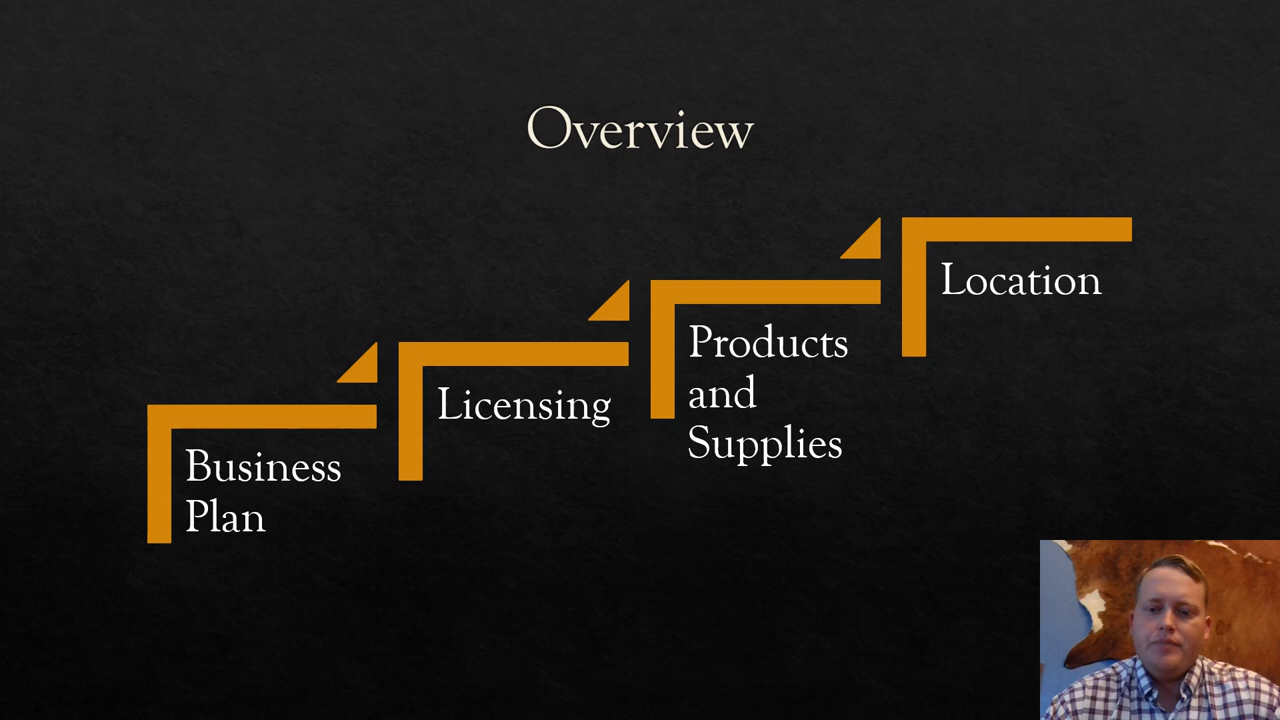 Overview
Business
Plan
Licensing
Products
and
Supplies
Location